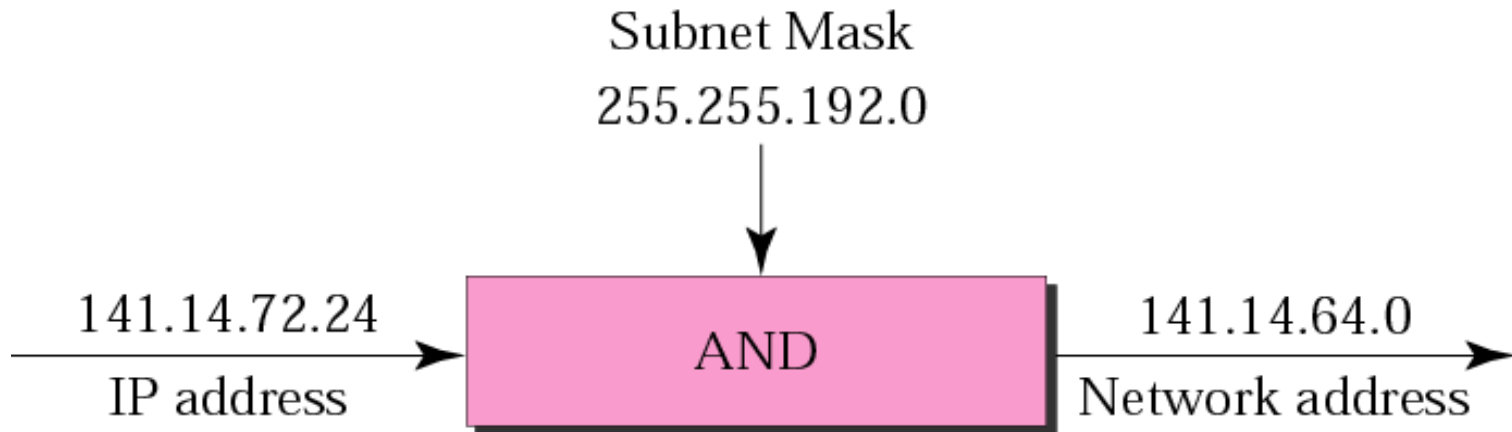 Subnet Mask
255.255.192.0
141.14.72.24
IP address
AND
141.14.64.0
Network address